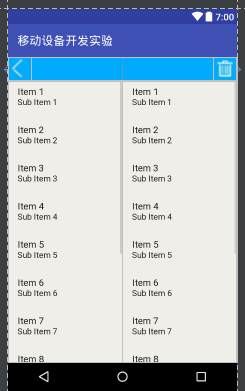 7:00
移动设备开发实验
Item 1
Sub Item 1
Item 2
Sub Item 2
Item 3
Sub Item 3
Item 4
Sub Item 4
Item 5
Sub Item 5
Item 6
Sub Item 6
Item 7
Sub Item 7
Item 8
Item 1
Sub Item 1
Item 2
Sub Item 2
Item 3
Sub Item 3
Item 4
Sub Item 4
Item 5
Sub Item 5
Item 6
Sub Item 6
Item 7
Sub Item 7
Item 8